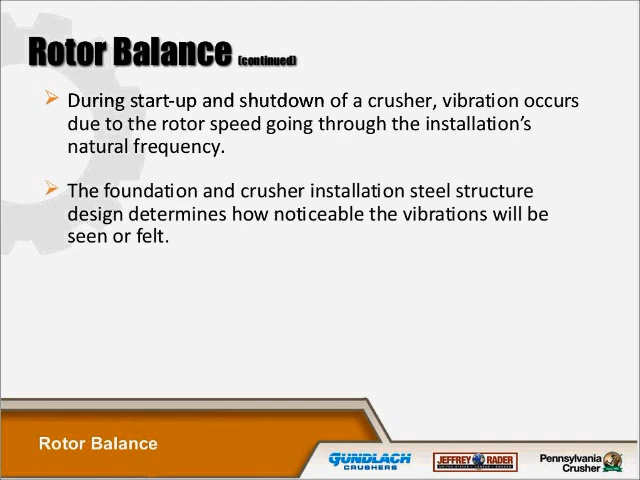 Rotor Balance (continued)
During start-up and shutdown of a crusher, vibration occurs
due to the rotor speed going through the installation’s
natural frequency.
The foundation and crusher installation steel structure
design determines how noticeable the vibrations will be
seen or felt.
Rotor Balance
GUNDLACH
CRUSHERS
JEFFREY RADER
Pennsylvania
Crusher